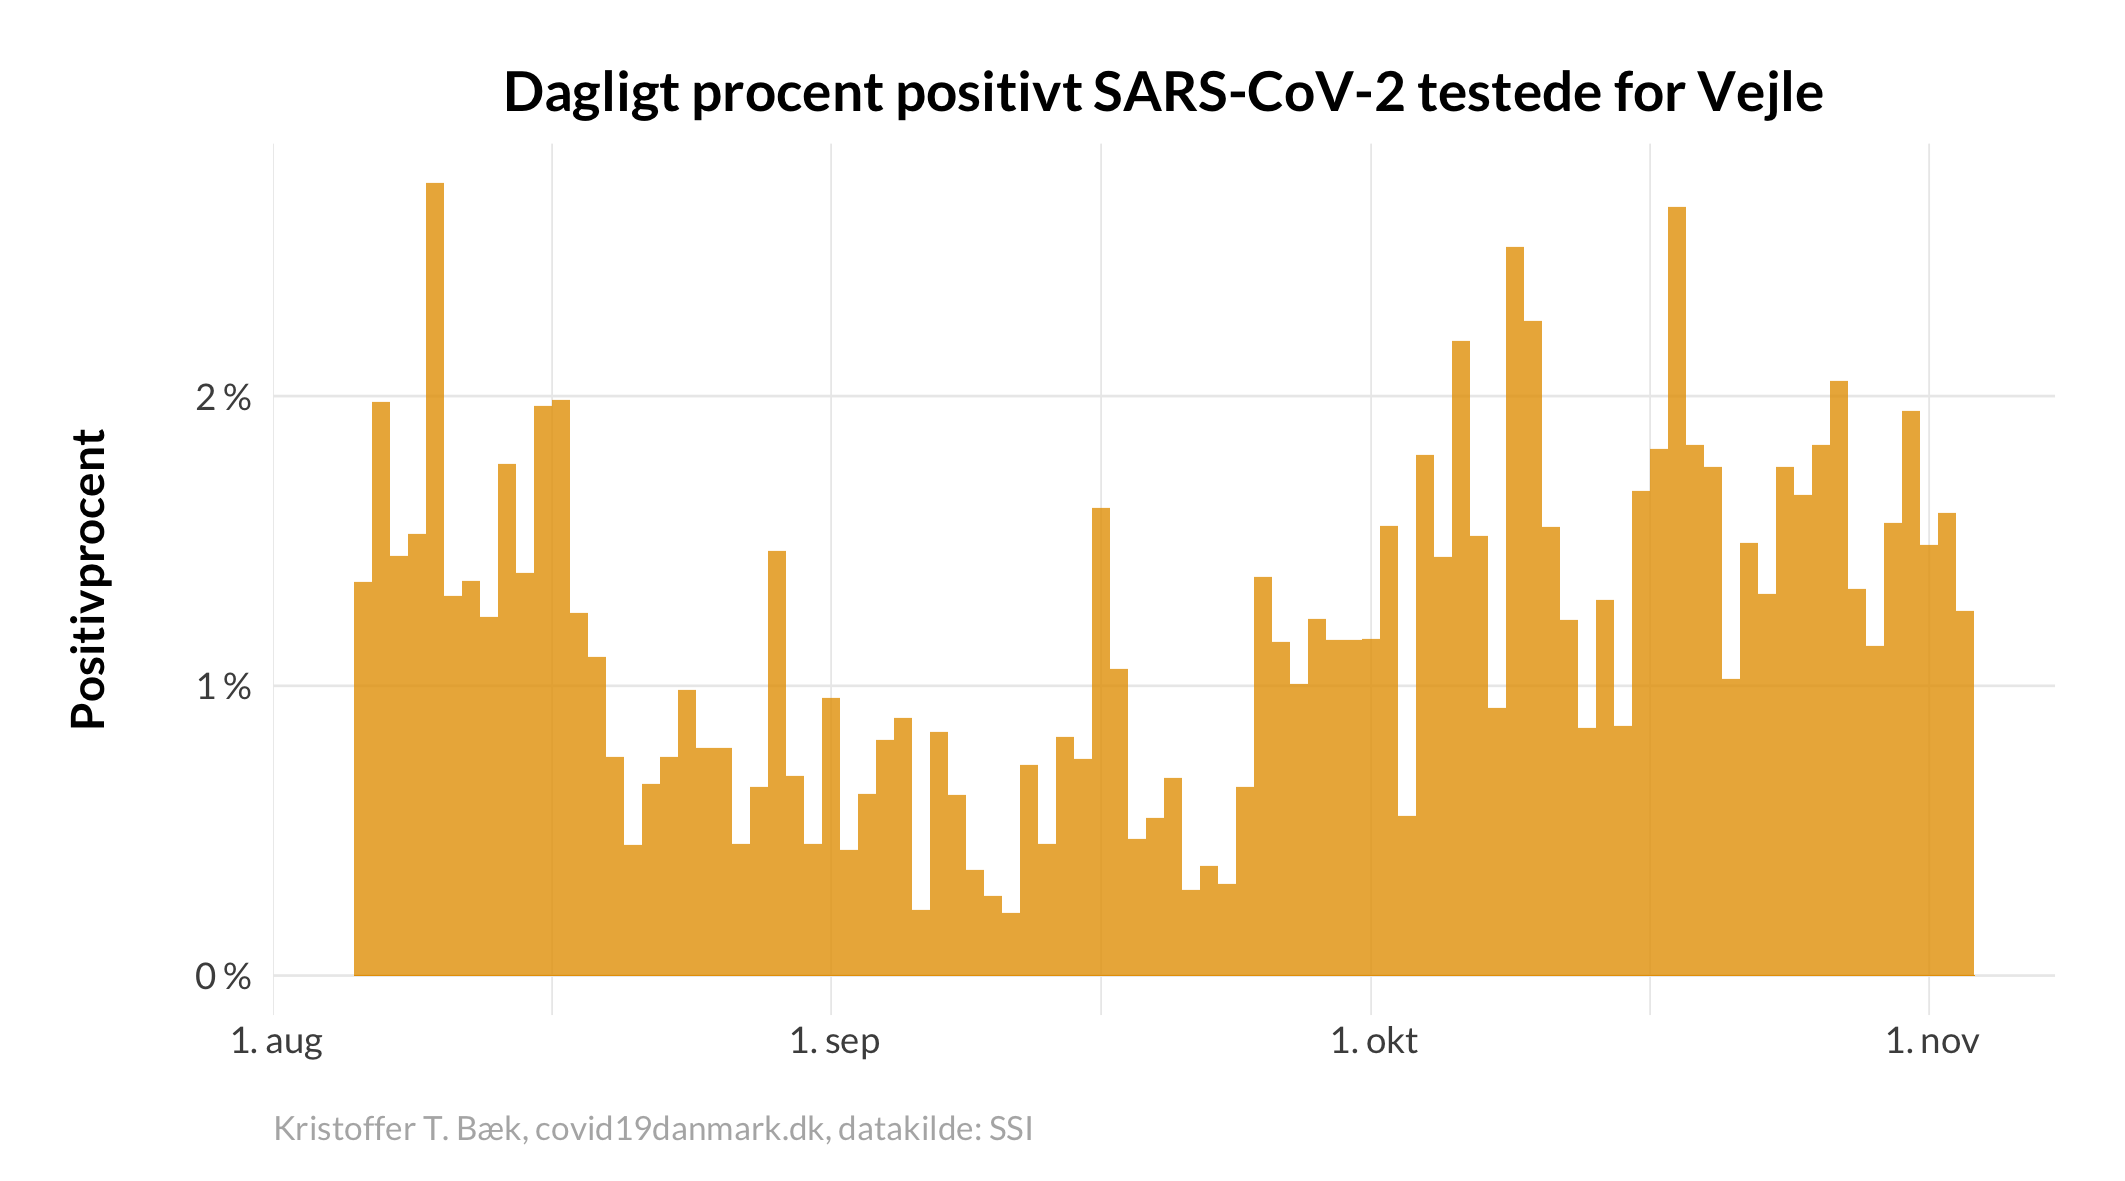 Dagligt procent positivt SARS-CoV-2 testede for Vejle
Positivprocent
2 %
1 %
0 %
1. aug
1. sep
1. okt
1. nov
Kristoffer T. Bæk, covid19danmark.dk, datakilde: SSI